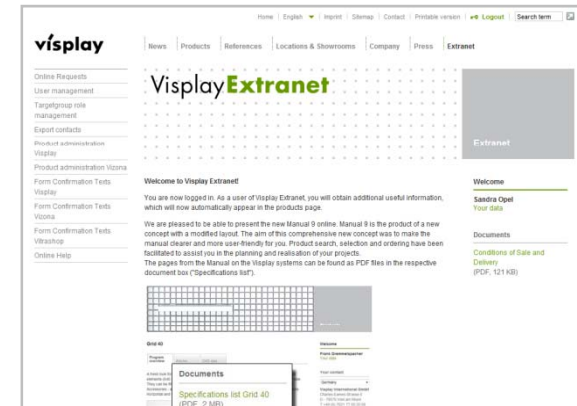 Home English Imprint Sitemap Contact Printable version Logout Search term
vısplay
News Products References Locations & Showrooms Company Press Extranet
Visplay Extranet
Extranet
Online Requests
User management
Targetgroup role
management
Export contacts
Product administration
Visplay
Product administration Vizona
Form Confirmation Texts
Visplay
Form Confirmation Texts
Vizona
Form Confirmation Texts
Vitrashop
Online Help
Welcome to Visplay Extranet!
You are now logged in. As a user of Visplay Extranet, you will obtain additional useful information,
which will now automatically appear in the products page.
We are pleased to be able to present the new Manual 9 online. Manual 9 is the product of a new
concept with a modified layout. The aim of this comprehensive new concept was to make the
manual clearer and more user-friendly for you. Product search, selection and ordering have been
facilitated to assist you in the planning and realisation of your projects.
The pages from the Manual on the Visplay systems can be found as PDF files in the respective
document box ("Specifications list").
Grid 40
Documents
Specifications list Grid 40
(PDF, 2 MB)
Welcome
Your contact
Germany
Welcome
Sandra Opel
Your data
Documents
Conditions of Sale and
Delivery
(PDF, 121 KB)